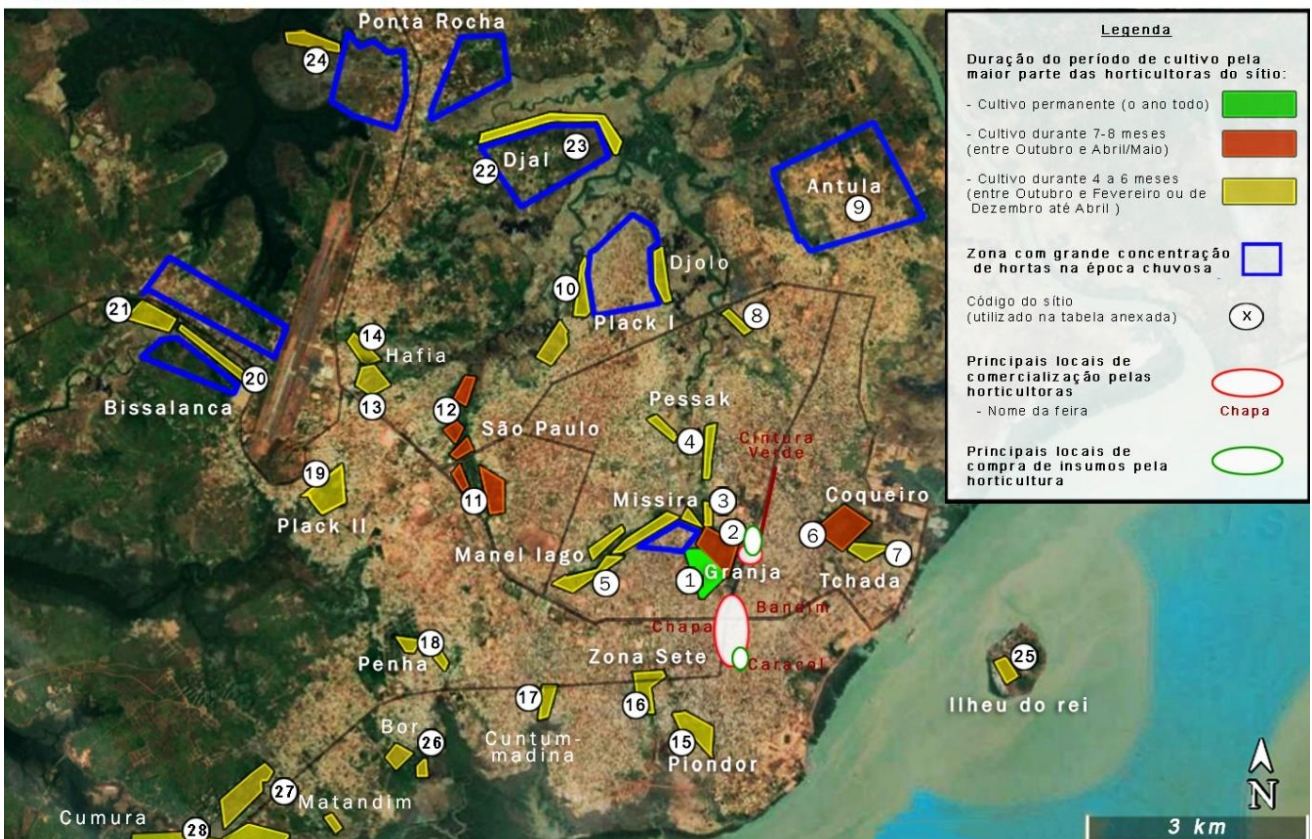 Ponta Rocha
24
23
Djal
22
Antula
9
10
Djolo
Plack I
8
21
14
Hafia
20
13
Bissalanca
12
São Paulo
Pessak
4
Cintura
Verde
19
11
Plack II
Missira
3
2
Coqueiro
6
7
Manel Iago
1
Granja
Tchada
5
Bandim
Chapa
18
Penha
Zona Sete
Caracol
25
Ilheu do rei
17
16
Cuntum-
madina
15
Plondor
Bor
26
27
Matandim
Cumura
28
Legenda
Duração do período de cultivo pela
maior parte das horticultoras do sítio:
- Cultivo permanente (o ano todo)
- Cultivo durante 7-8 meses
(entre Outubro e Abril/Maio)
- Cultivo durante 4 a 6 meses
(entre Outubro e Fevereiro ou de
Dezembro até Abril )
Zona com grande concentração
de hortas na época chuvosa
Código do sítio
(utilizado na tabela anexada)
x
Principais locais de
comercialização pelas
horticultoras
- Nome da feira
Chapa
Principais locais de
compra de insumos pela
horticultura
N
3 km